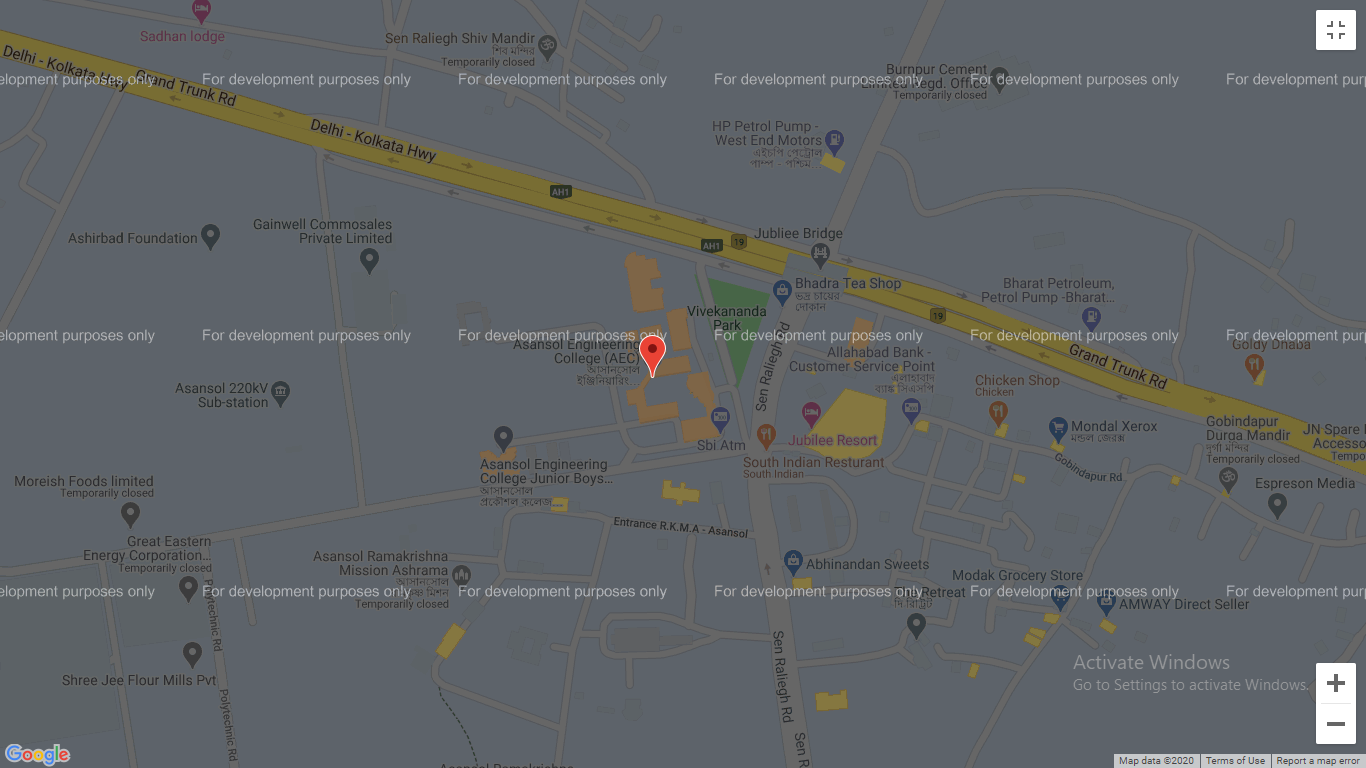 Sadhan lodge
Sen Raliegh Shiv Mandir
শিব মন্দির
Temporarily closed
Delhi - Kolkata Hwy
Grand Trunk Rd
elopment purposes only
For development purposes only
For development purposes only
For development purposes only
For development purposes only
For development pur
Burnpur Cement
Limited Regd. Office
Temporarily closed
Delhi - Kolkata Hwy
HP Petrol Pump -
West End Motors
এইচপি পেট্রোল
পাম্প - পশ্চিম...
AH1
Gainwell Commosales
Private Limited
Ashirbad Foundation
AH1
19
Jubliee Bridge
Bhadra Tea Shop
ভদ্র চায়ের
দোকান
Bharat Petroleum,
Petrol Pump -Bharat...
Vivekananda
Park
19
elopment purposes only
For development purposes only
For development purposes only
For development purposes only
For development purposes only
For development pur
Asansol Engineering
College (AEC)
আসানসোল
ইঞ্জিনিয়ারিং...
Sen Raliegh Rd
Allahabad Bank -
Customer Service Point
এলাহাবাদ
ব্যাঙ্ক সিএসপি
Grand Trunk Rd
Goldy Dhaba
Asansol 220kV
Sub-station
Chicken Shop
Chicken
Sbi Atm
Jubilee Resort
Mondal Xerox
মন্ডল জেরক্স
Gobindapur
Durga Mandir
দুর্গা মন্দির
Temporarily closed
JN Spare
Accesso
Tempo
South Indian Resturant
South Indian
Gobindapur Rd
Asansol Engineering
College Junior Boys...
আসানসোল
প্রকৌশল কলেজ...
Moreish Foods limited
Temporarily closed
Espreson Media
Entrance R.K.M.A - Asansol
Great Eastern
Energy Corporation...
Temporarily closed
Asansol Ramakrishna
Mission Ashrama
আসানসোল
মিশন
Temporarily closed
Abhinandan Sweets
Modak Grocery Store
elopment purposes only
For development purposes only
For development purposes only
For development purposes only
For development purposes only
For development pur
Polytechnic Rd
Retreat
দি রিট্রিট
AMWAY Direct Seller
Shree Jee Flour Mills Pvt
Polytechnic Rd
Sen Raliegh Rd
Activate Windows
Go to Settings to activate Windows.
Sen R
Asansol Ramakrishna
Google
Map data ©2020
Terms of Use
Report a map error